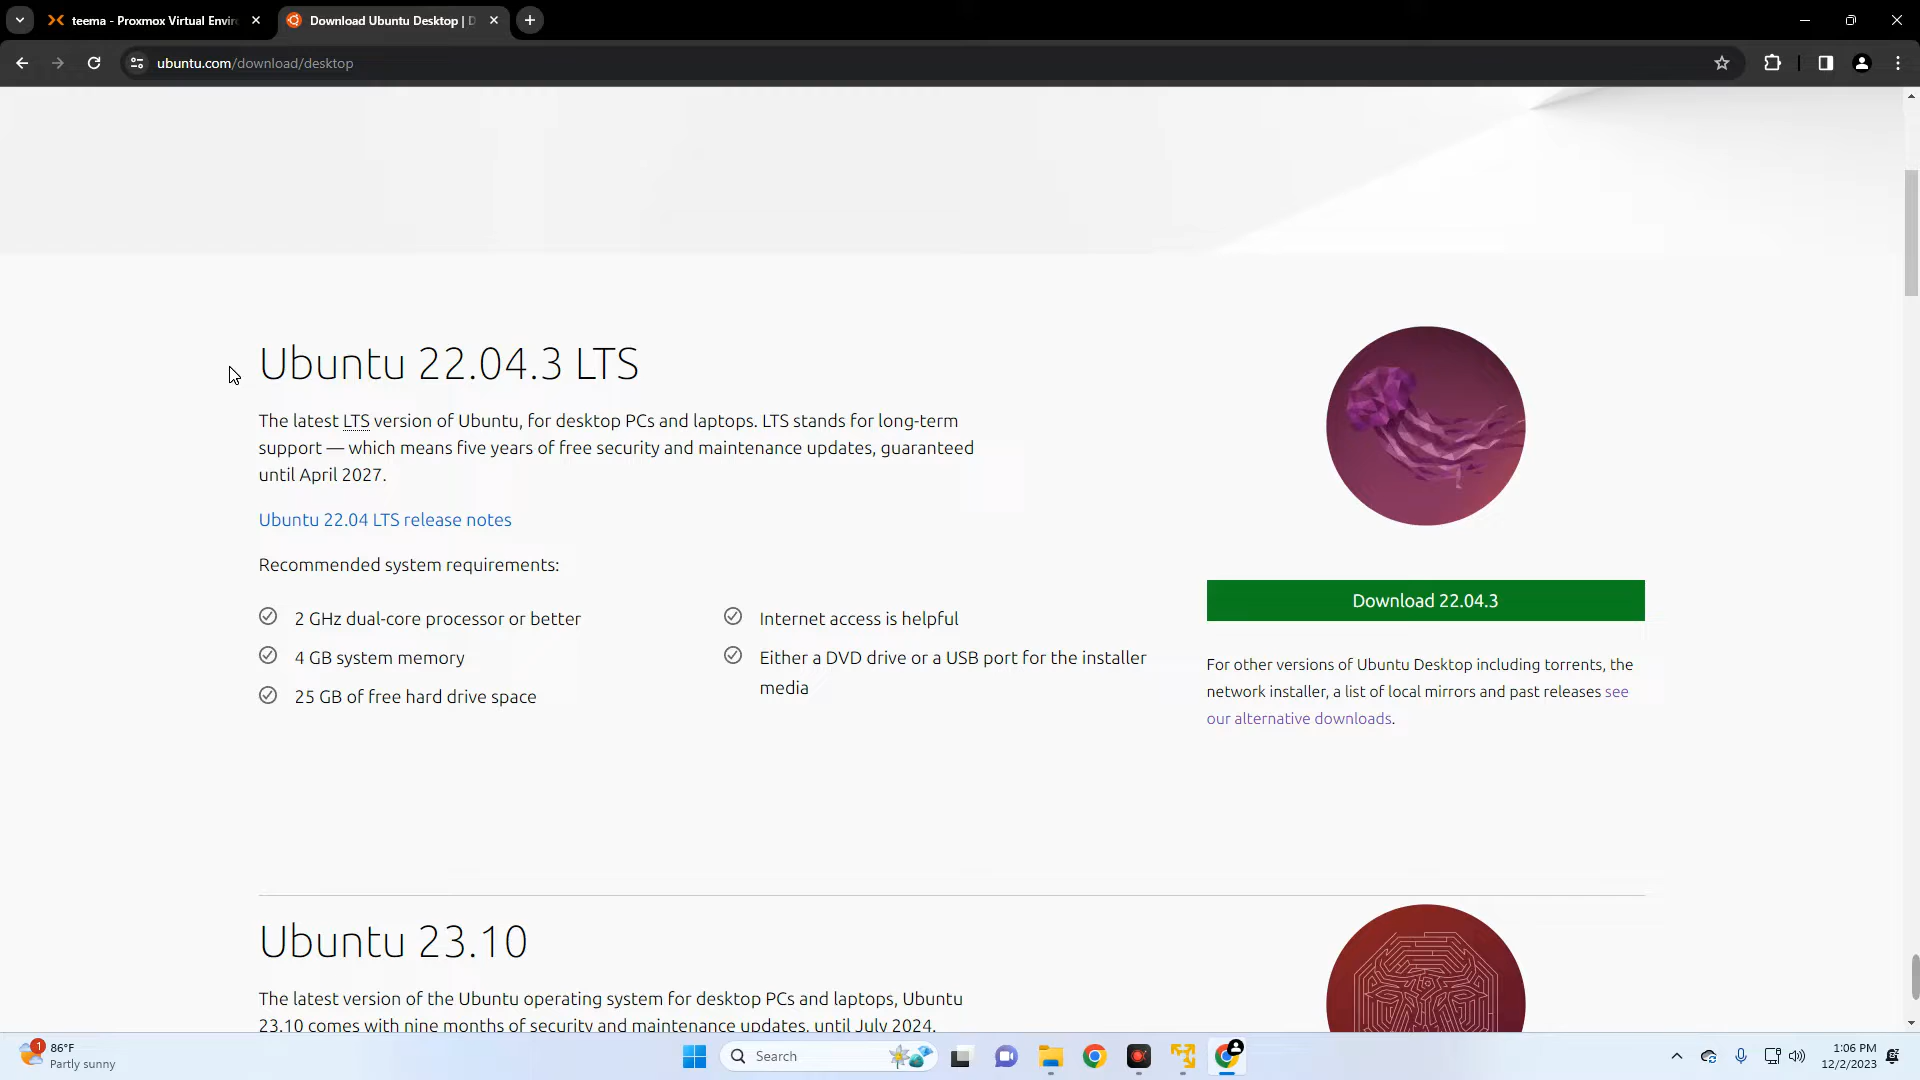 teema - Proxmox Virtual Enviro
Download Ubuntu Desktop | D
ubuntu.com/download/desktop
Ubuntu 22.04.3 LTS
The latest LTS version of Ubuntu, for desktop PCs and laptops. LTS stands for long-term
support — which means five years of free security and maintenance updates, guaranteed
until April 2027.
Ubuntu 22.04 LTS release notes
Recommended system requirements:
2 GHz dual-core processor or better
4 GB system memory
25 GB of free hard drive space
Internet access is helpful
Either a DVD drive or a USB port for the installer
media
Download 22.04.3
For other versions of Ubuntu Desktop including torrents, the
network installer, a list of local mirrors and past releases see
our alternative downloads.
Ubuntu 23.10
The latest version of the Ubuntu operating system for desktop PCs and laptops, Ubuntu
23.10 comes with nine months of security and maintenance updates, until July 2024.
1
86°F
Partly sunny
Search
1:06 PM
12/2/2023